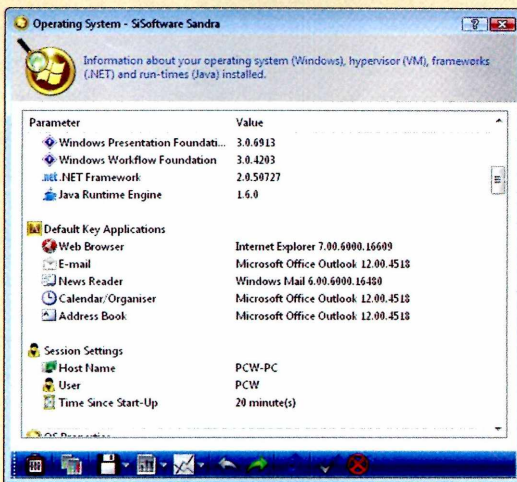 Operating System - SiSoftware Sandra
Information about your operating system (Windows), hypervisor (VM), frameworks
(.NET) and run-times (Java) installed.
Parameter Value
Windows Presentation Foundati... 3.0.6913
Windows Workflow Foundation 3.0.4203
.net .NET Framework 2.0.50727
Java Runtime Engine 1.6.0
Default Key Applications
Web Browser Internet Explorer 7.00.6000.16609
E-mail Microsoft Office Outlook 12.00.4518
News Reader Windows Mail 6.00.6000.16480
Calendar/Organiser Microsoft Office Outlook 12.00.4518
Address Book Microsoft Office Outlook 12.00.4518
Session Settings
Host Name PCW-PC
User PCW
Time Since Start-Up 20 minute(s)